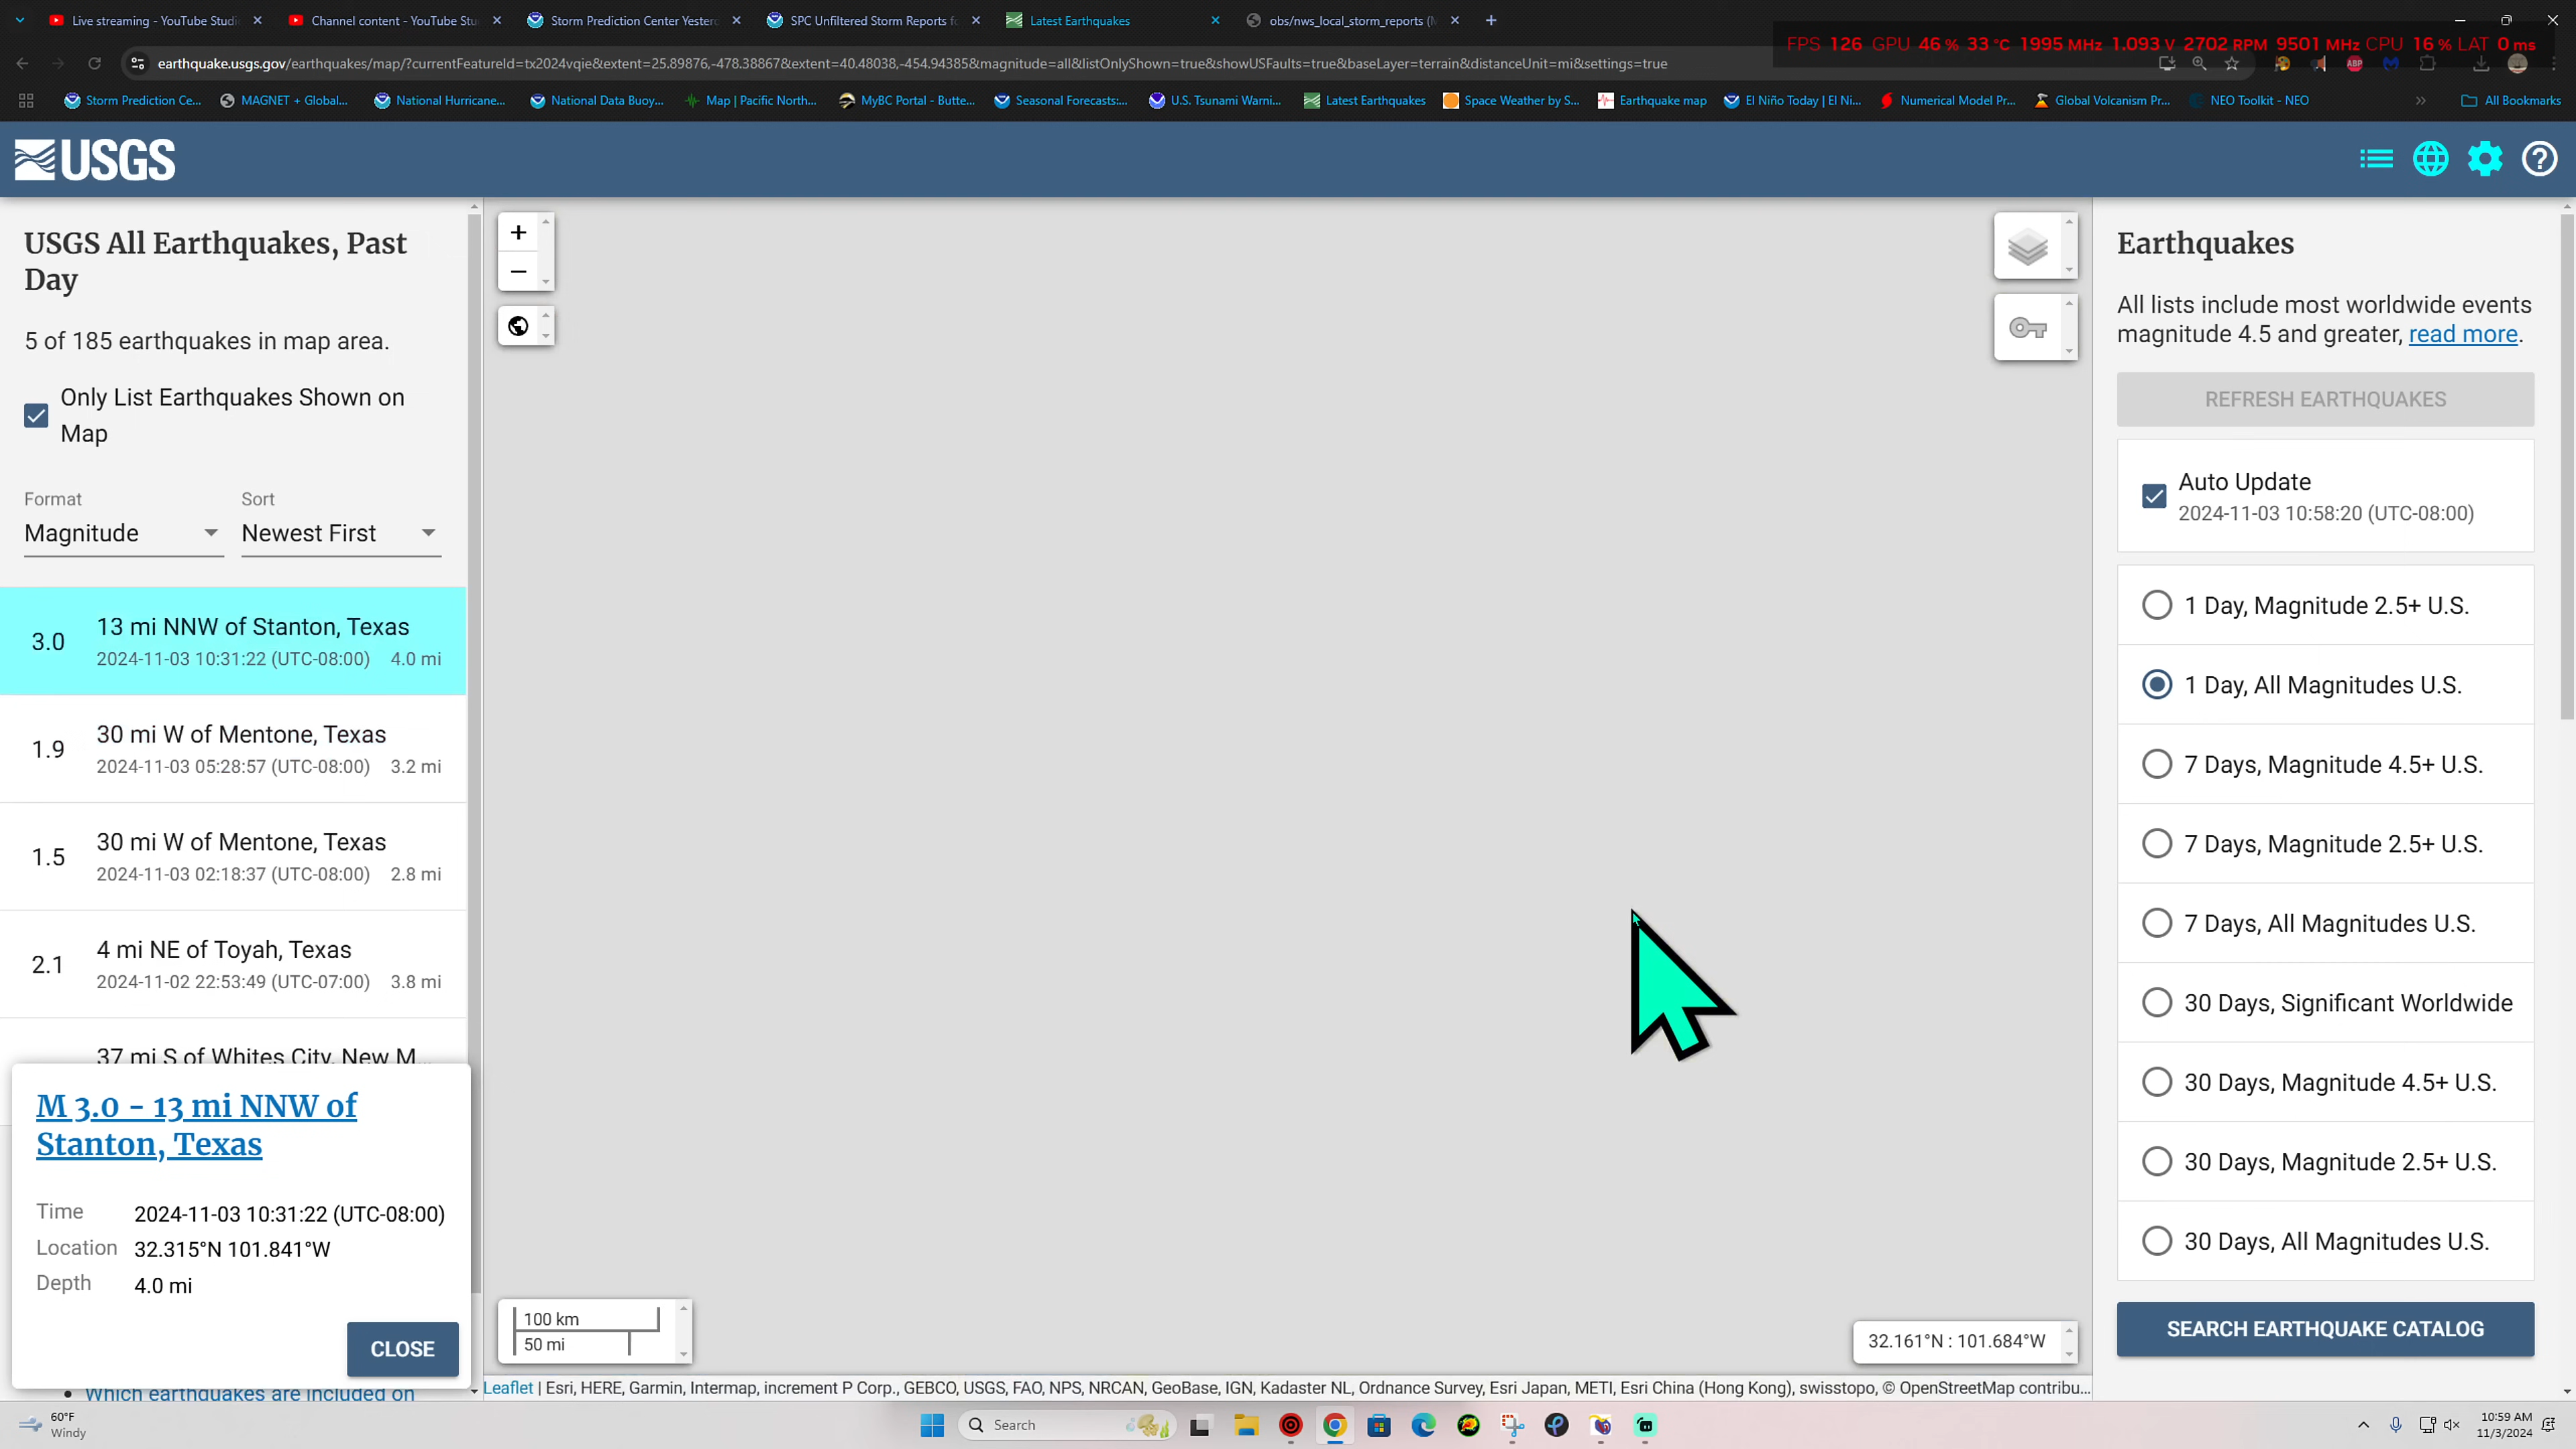 Live streaming - YouTube Studi
Channel content - YouTube Stu
Storm Prediction Center Yester
SPC Unfiltered Storm Reports fo
Latest Earthquakes
obs/nws_local_storm_reports (M
FPS 126 GPU 46 % 33 °C 1995 MHz 1.093 V 2702 RPM 9501 MHz CPU 16 % LAT 0 ms
earthquake.usgs.gov/earthquakes/map/?currentFeatureId=tx2024vqie&extent=25.89876,-478.38867&extent=40.48038,-454.94385&magnitude=all&listOnlyShown=true&showUSFaults=true&baseLayer=terrain&distanceUnit=mi&settings=true
ABP
Storm Prediction Ce...
MAGNET + Global...
National Hurricane...
National Data Buoy...
Map | Pacific North...
MyBC Portal - Butte...
Seasonal Forecasts:...
U.S. Tsunami Warni...
Latest Earthquakes
Space Weather by S...
Earthquake map
El Niño Today | El Ni...
Numerical Model Pr...
Global Volcanism Pr...
NEO Toolkit - NEO
All Bookmarks
USGS
USGS All Earthquakes, Past
Day
5 of 185 earthquakes in map area.
Only List Earthquakes Shown on
Map
Format
Sort
Magnitude
Newest First
3.0
13 mi NNW of Stanton, Texas
2024-11-03 10:31:22 (UTC-08:00) 4.0 mi
1.9
30 mi W of Mentone, Texas
2024-11-03 05:28:57 (UTC-08:00) 3.2 mi
1.5
30 mi W of Mentone, Texas
2024-11-03 02:18:37 (UTC-08:00) 2.8 mi
2.1
4 mi NE of Toyah, Texas
2024-11-02 22:53:49 (UTC-07:00) 3.8 mi
37 mi S of Whites City, New M...
M 3.0 - 13 mi NNW of
Stanton, Texas
Time 2024-11-03 10:31:22 (UTC-08:00)
Location 32.315°N 101.841°W
Depth 4.0 mi
CLOSE
Which earthquakes are included on
+
−
100 km
50 mi
32.161°N : 101.684°W
Leaflet | Esri, HERE, Garmin, Intermap, increment P Corp., GEBCO, USGS, FAO, NPS, NRCAN, GeoBase, IGN, Kadaster NL, Ordnance Survey, Esri Japan, METI, Esri China (Hong Kong), swisstopo, © OpenStreetMap contribu...
Earthquakes
All lists include most worldwide events
magnitude 4.5 and greater, read more.
REFRESH EARTHQUAKES
Auto Update
2024-11-03 10:58:20 (UTC-08:00)
1 Day, Magnitude 2.5+ U.S.
1 Day, All Magnitudes U.S.
7 Days, Magnitude 4.5+ U.S.
7 Days, Magnitude 2.5+ U.S.
7 Days, All Magnitudes U.S.
30 Days, Significant Worldwide
30 Days, Magnitude 4.5+ U.S.
30 Days, Magnitude 2.5+ U.S.
30 Days, All Magnitudes U.S.
SEARCH EARTHQUAKE CATALOG
60°F
Windy
Search
10:59 AM
11/3/2024